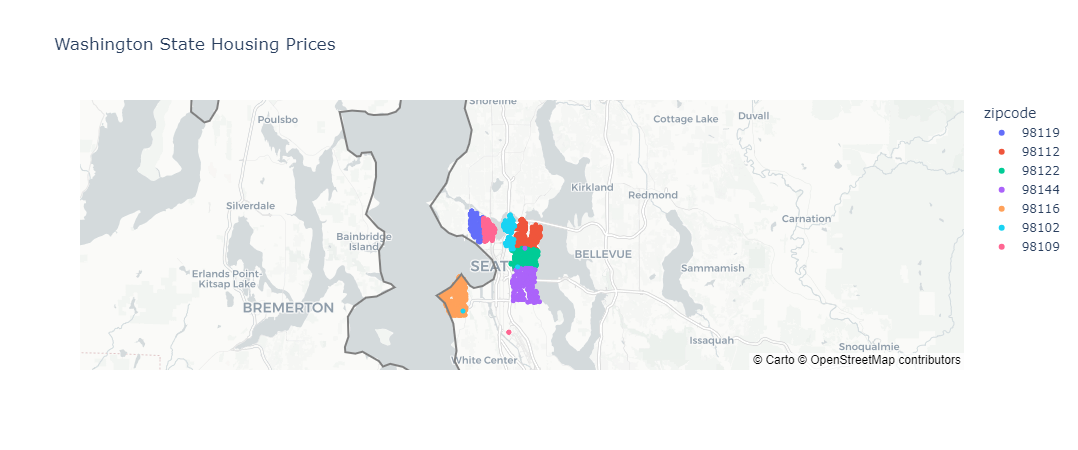 Washington State Housing Prices
zipcode
98119
98112
98122
98144
98116
98102
98109
Shoreline
Poulsbo
Cottage Lake
Duvall
Kirkland
Redmond
Silverdale
Carnation
Bainbridge
Island
BELLEVUE
SEAT
Sammamish
Erlands Point-
Kitsap Lake
BREMERTON
Issaquah
Snoqualmie
White Center
© Carto © OpenStreetMap contributors